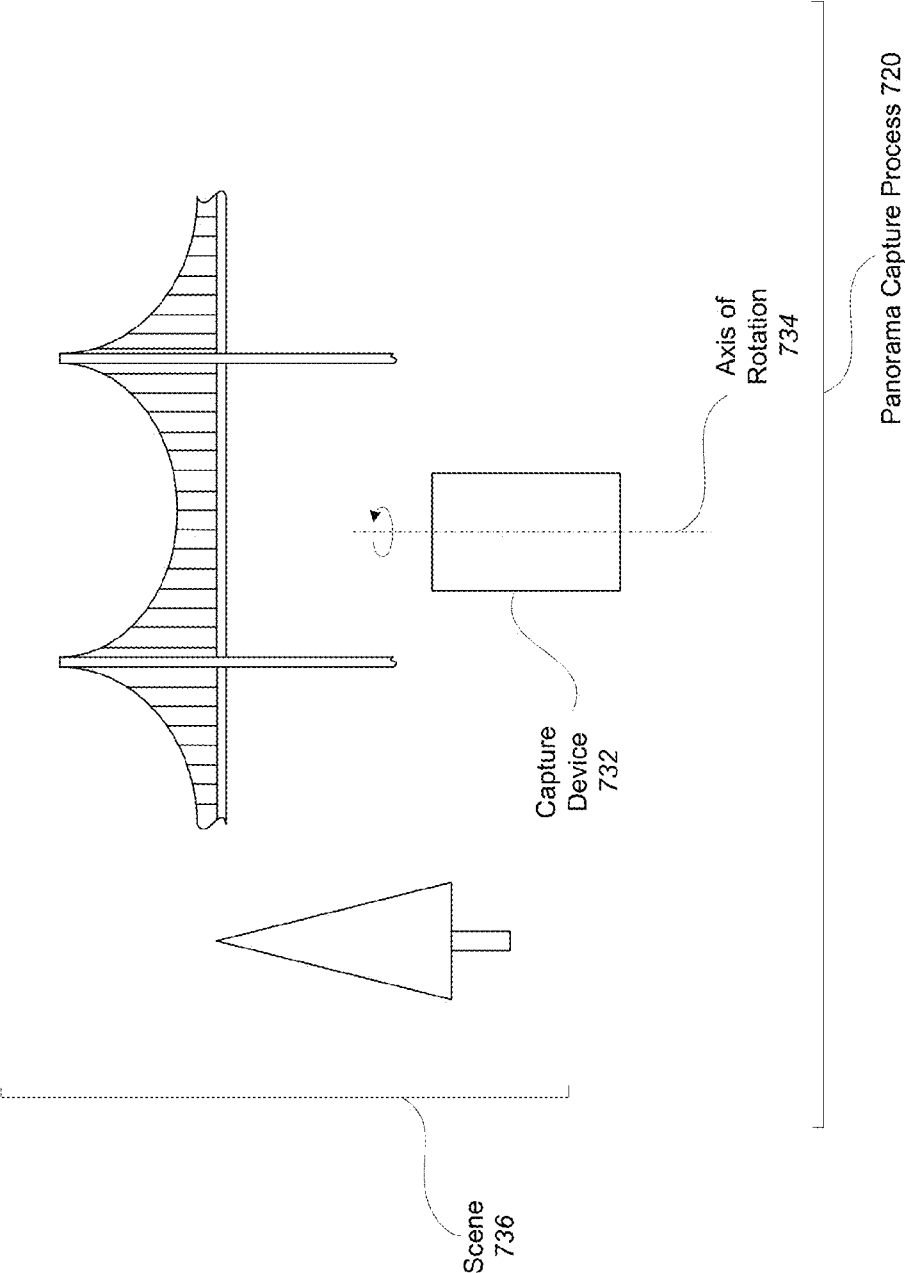 Scene
736
Capture
Device
732
Axis of
Rotation
734
Panorama Capture Process 720